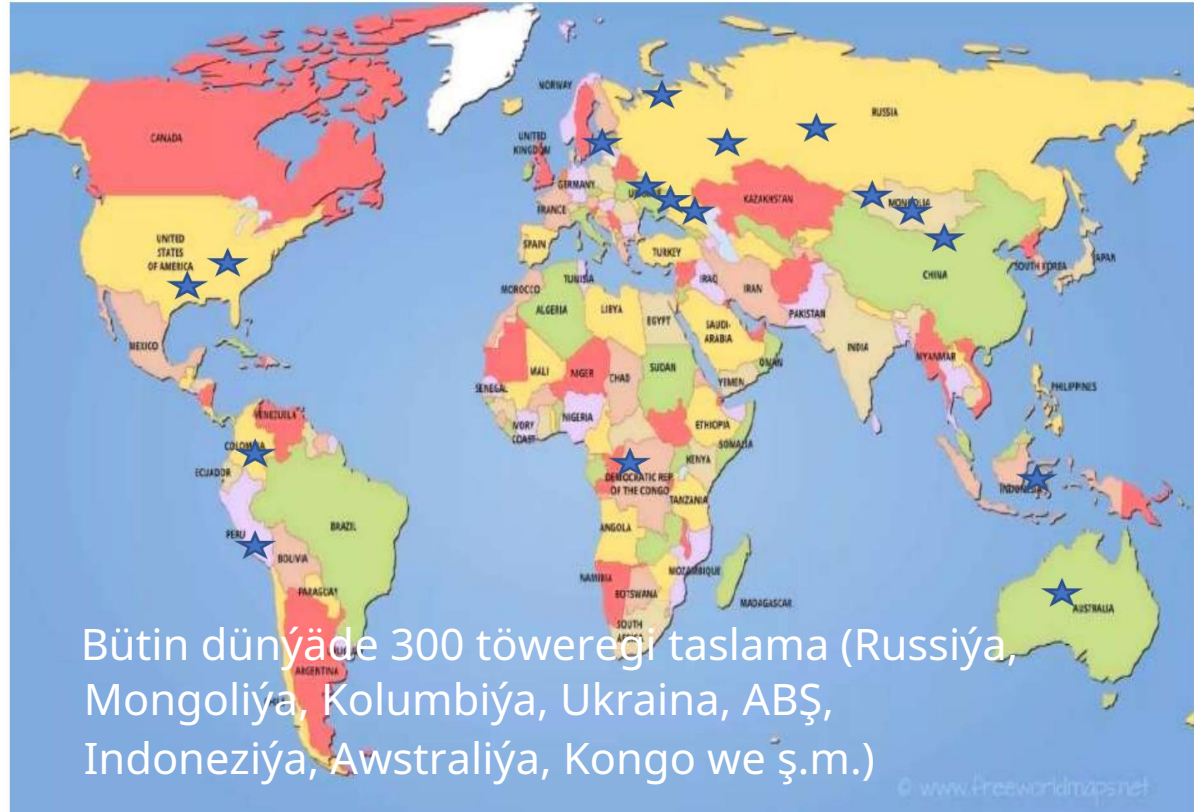 NORWAY
RUSSIA
CANADA
UNITED
KINGDOM
GERMANY
KAZAKHSTAN
MONGOLIA
FRANCE
UNITED
STATES
OF AMERICA
SPAIN
TURKEY
SOUTH KOREA
JAPAN
CHINA
TUNISIA
IRAQ
IRAN
MOROCCO
PAKISTAN
ALGERIA
LIBYA
EGYPT
SAUDI-
ARABIA
MEXICO
INDIA
OMAN
MYANMAR
MALI
NIGER
CHAD
SUDAN
YEMEN
SENEGAL
PHILIPPINES
VENEZUELA
NIGERIA
IVORY
COAST
ETHIOPIA
COLOMBIA
SOMALIA
ECUADOR
KENYA
DEMOCRATIC REP.
OF THE CONGO
INDONESIA
TANZANIA
BRAZIL
ANGOLA
PERU
BOLIVIA
MOZAMBIQUE
NAMIBIA
BOTSWANA
PARAGUAY
MADAGASCAR
AUSTRALIA
SOUTH
Bütin dünýäde 300 töweregi taslama (Russiýa,
ARGENTINA
Mongoliýa, Kolumbiýa, Ukraina, ABŞ,
Indoneziýa, Awstraliýa, Kongo we ş.m.)
© www.freeworldmaps.net